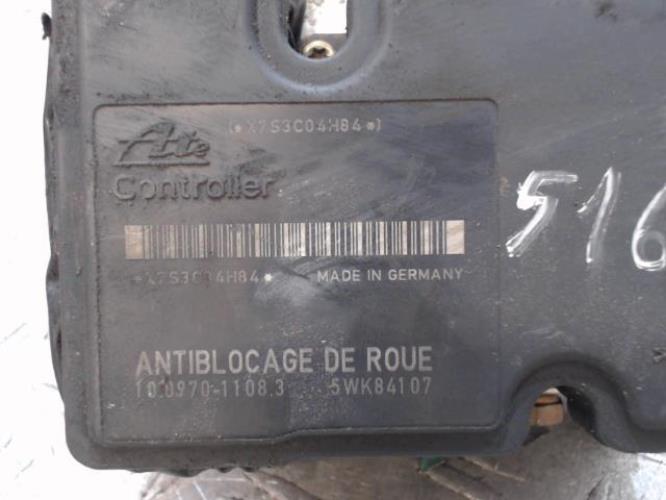 (*X7S3C04H84*)
Ate
Controller
516
*X7S3C04H84* MADE IN GERMANY
ANTIBLOCAGE DE ROUE
10.0970-1108.3 5WK84107